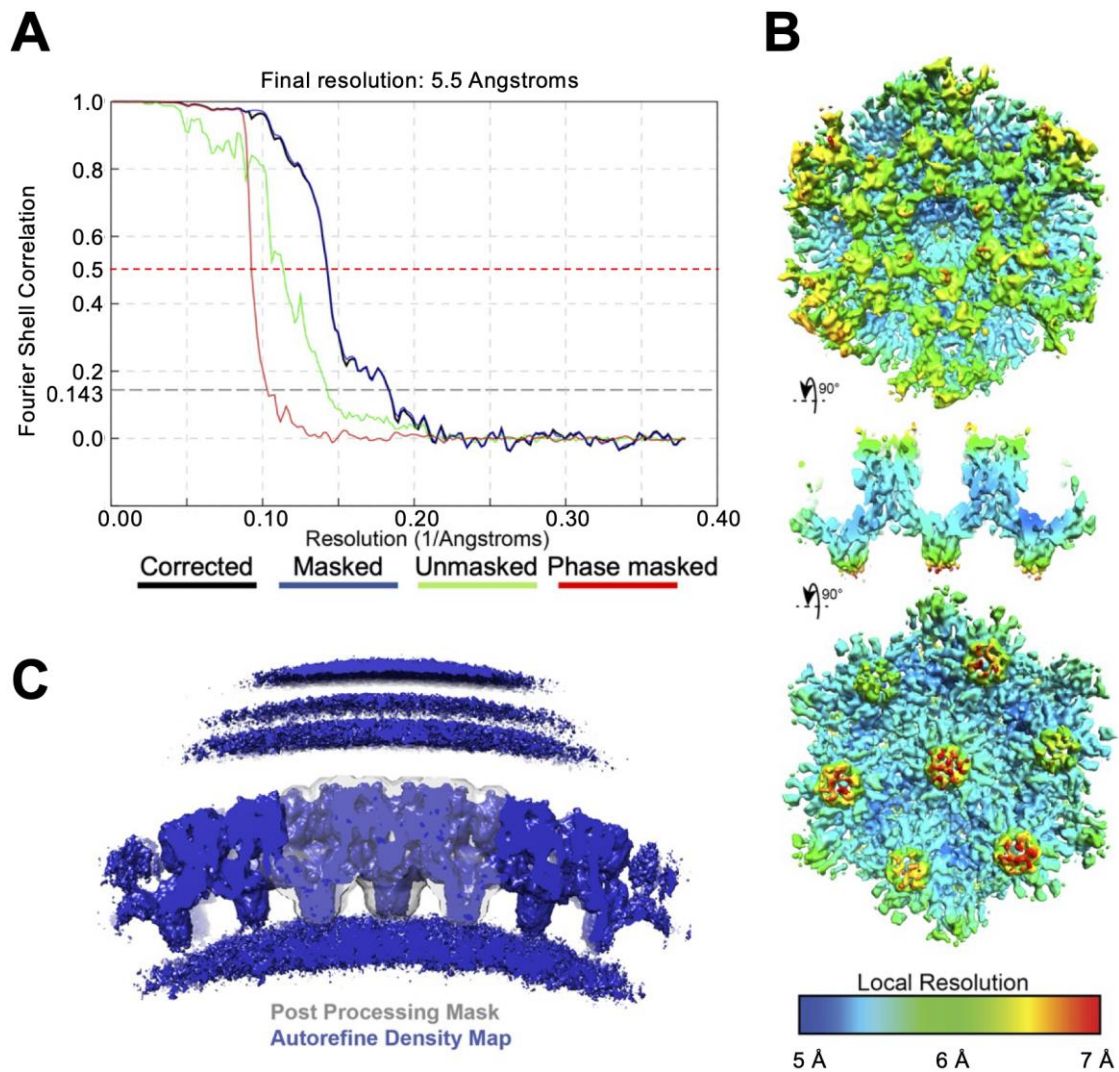 A
Final resolution: 5.5 Angstroms
1.0
0.8
0.6
0.5
0.4
0.2
0.143
0.0
Fourier Shell Correlation
0.00 0.10 0.20 0.30 0.40
Resolution (1/Angstroms)
Corrected Masked Unmasked Phase masked
B
90°
90°
Local Resolution
5 Å 6 Å 7 Å
C
Post Processing Mask
Autorefine Density Map